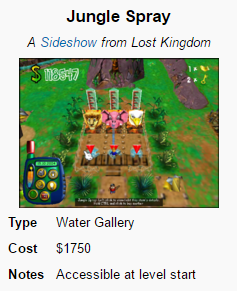 Jungle Spray
A Sideshow from Lost Kingdom
Type Water Gallery
Cost $1750
Notes Accessible at level start